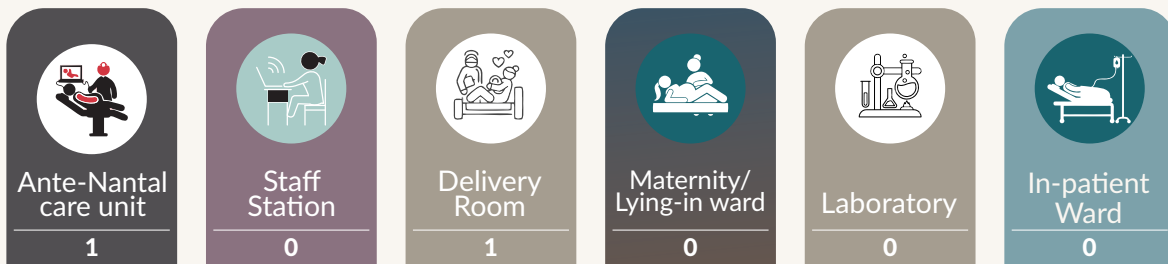 Ante-Nantal
care unit
1
Staff
Station
0
Delivery
Room
1
Maternity/
Lying-in ward
0
Laboratory
0
In-patient
Ward
0